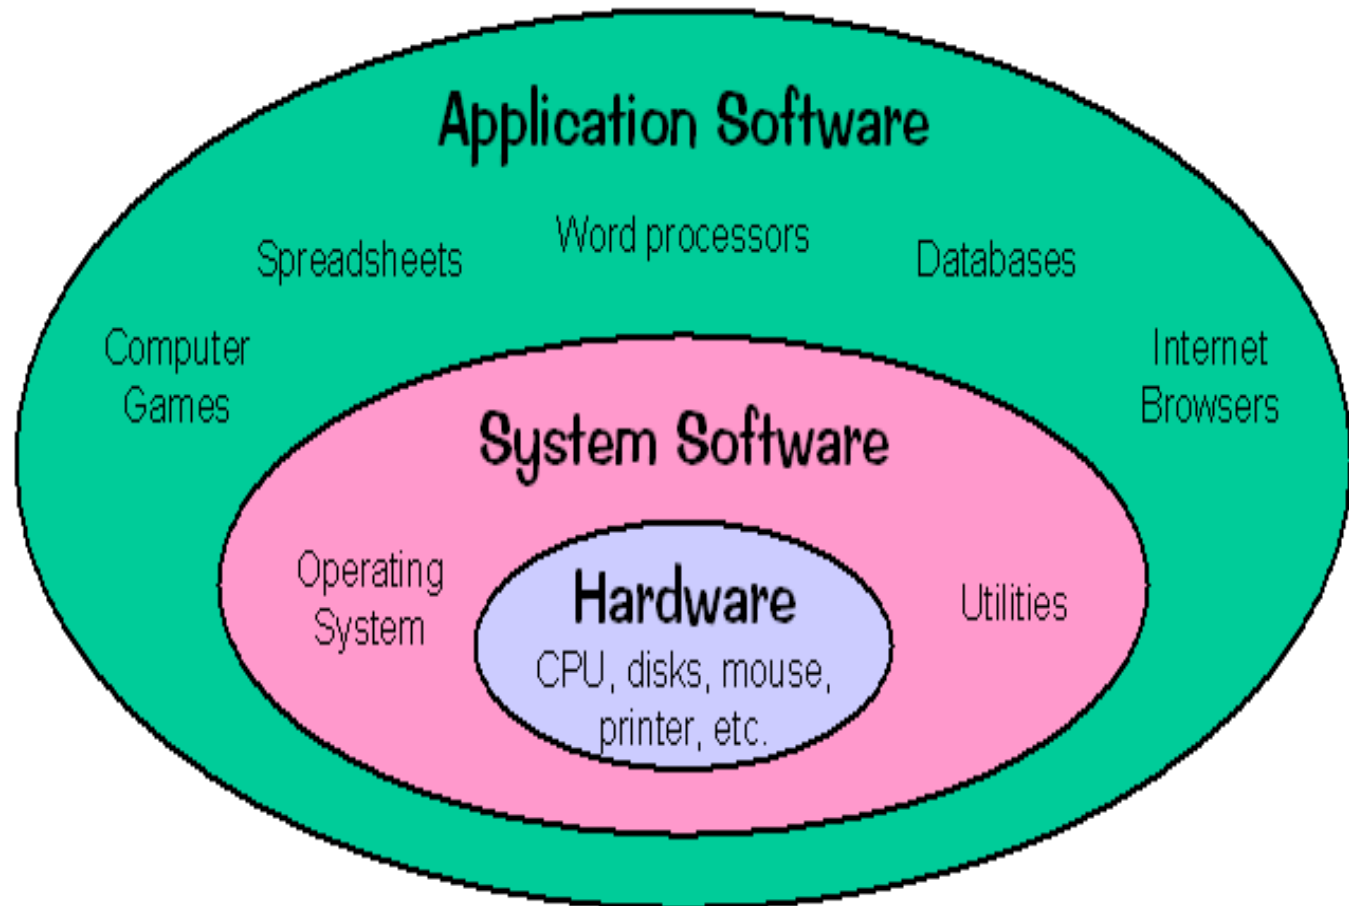 Application Software
Word processors
Spreadsheets
Databases
Computer
Games
Internet
Browsers
System Software
Operating
System
Utilities
Hardware
CPU, disks, mouse,
printer, etc.